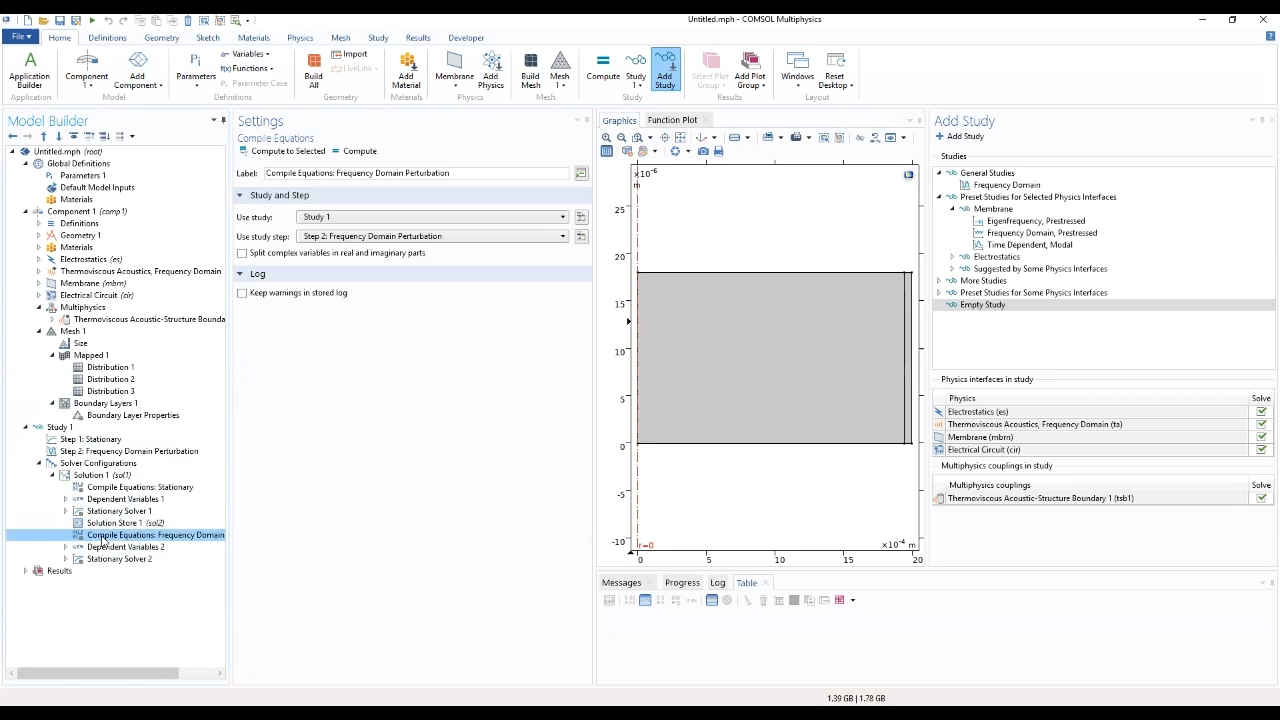 Untitled.mph - COMSOL Multiphysics
File
Home
Definitions
Geometry
Sketch
Materials
Physics
Mesh
Study
Results
Developer
Application Builder
Component 1
Add Component
Parameters
Variables
Functions
Parameter Case
Build All
Import
LiveLink
Add Material
Membrane
Add Physics
Build Mesh
Mesh 1
Compute
Study 1
Add Study
Select Plot Group
Add Plot Group
Windows
Reset Desktop
Application
Model
Definitions
Geometry
Materials
Physics
Mesh
Study
Results
Layout
Model Builder
Untitled.mph (root)
Global Definitions
Parameters 1
Default Model Inputs
Materials
Component 1 (comp1)
Definitions
Geometry 1
Materials
Electrostatics (es)
Thermoviscous Acoustics, Frequency Domain
Membrane (mbrn)
Electrical Circuit (cir)
Multiphysics
Thermoviscous Acoustic-Structure Bounda
Mesh 1
Size
Mapped 1
Distribution 1
Distribution 2
Distribution 3
Boundary Layers 1
Boundary Layer Properties
Study 1
Step 1: Stationary
Step 2: Frequency Domain Perturbation
Solver Configurations
Solution 1 (sol1)
Compile Equations: Stationary
Dependent Variables 1
Stationary Solver 1
Solution Store 1 (sol2)
Compile Equations: Frequency Domain
Dependent Variables 2
Stationary Solver 2
Results
Settings
Compile Equations
Compute to Selected
Compute
Label: Compile Equations: Frequency Domain Perturbation
Study and Step
Use study: Study 1
Use study step: Step 2: Frequency Domain Perturbation
Split complex variables in real and imaginary parts
Log
Keep warnings in stored log
Graphics
Function Plot
×10⁻⁶
m
25
20
15
10
5
0
-5
-10
r=0
×10⁻⁴ m
0 5 10 15 20
Messages
Progress
Log
Table
Add Study
Add Study
Studies
General Studies
Frequency Domain
Preset Studies for Selected Physics Interfaces
Membrane
Eigenfrequency, Prestressed
Frequency Domain, Prestressed
Time Dependent, Modal
Electrostatics
Suggested by Some Physics Interfaces
More Studies
Preset Studies for Some Physics Interfaces
Empty Study
Physics interfaces in study
Physics Solve
Electrostatics (es)
Thermoviscous Acoustics, Frequency Domain (ta)
Membrane (mbrn)
Electrical Circuit (cir)
Multiphysics couplings in study
Multiphysics couplings Solve
Thermoviscous Acoustic-Structure Boundary 1 (tsb1)
1.39 GB | 1.78 GB